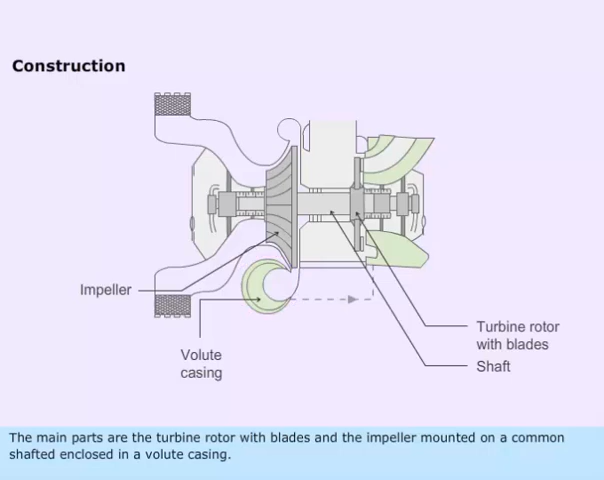 Construction
Impeller
Volute
casing
Turbine rotor
with blades
Shaft
The main parts are the turbine rotor with blades and the impeller mounted on a common
shafted enclosed in a volute casing.